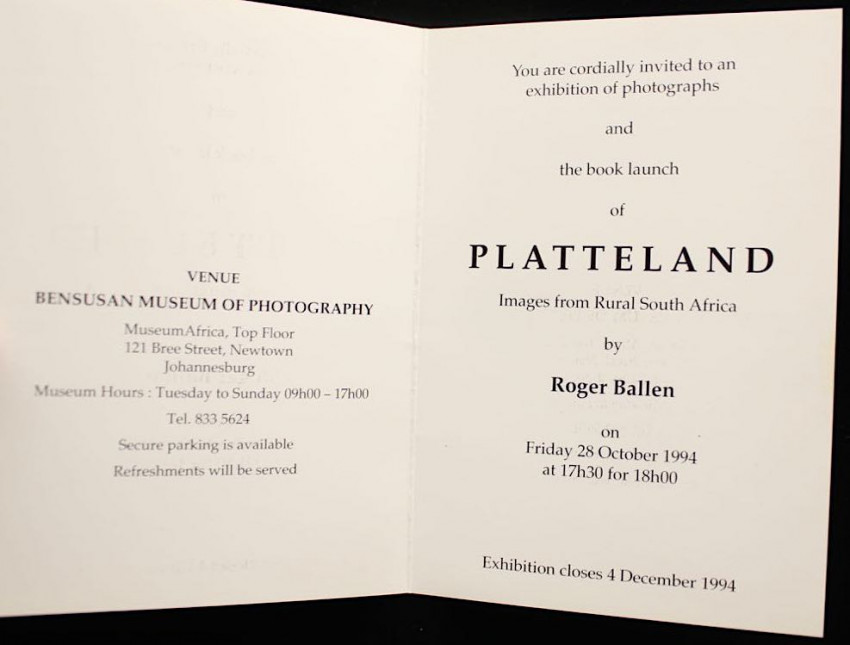 VENUE
BENSUSAN MUSEUM OF PHOTOGRAPHY
MuseumAfrica, Top Floor
121 Bree Street, Newtown
Johannesburg
Museum Hours : Tuesday to Sunday 09h00 – 17h00
Tel. 833 5624
Secure parking is available
Refreshments will be served
You are cordially invited to an
exhibition of photographs
and
the book launch
of
PLATTELAND
Images from Rural South Africa
by
Roger Ballen
on
Friday 28 October 1994
at 17h30 for 18h00
Exhibition closes 4 December 1994